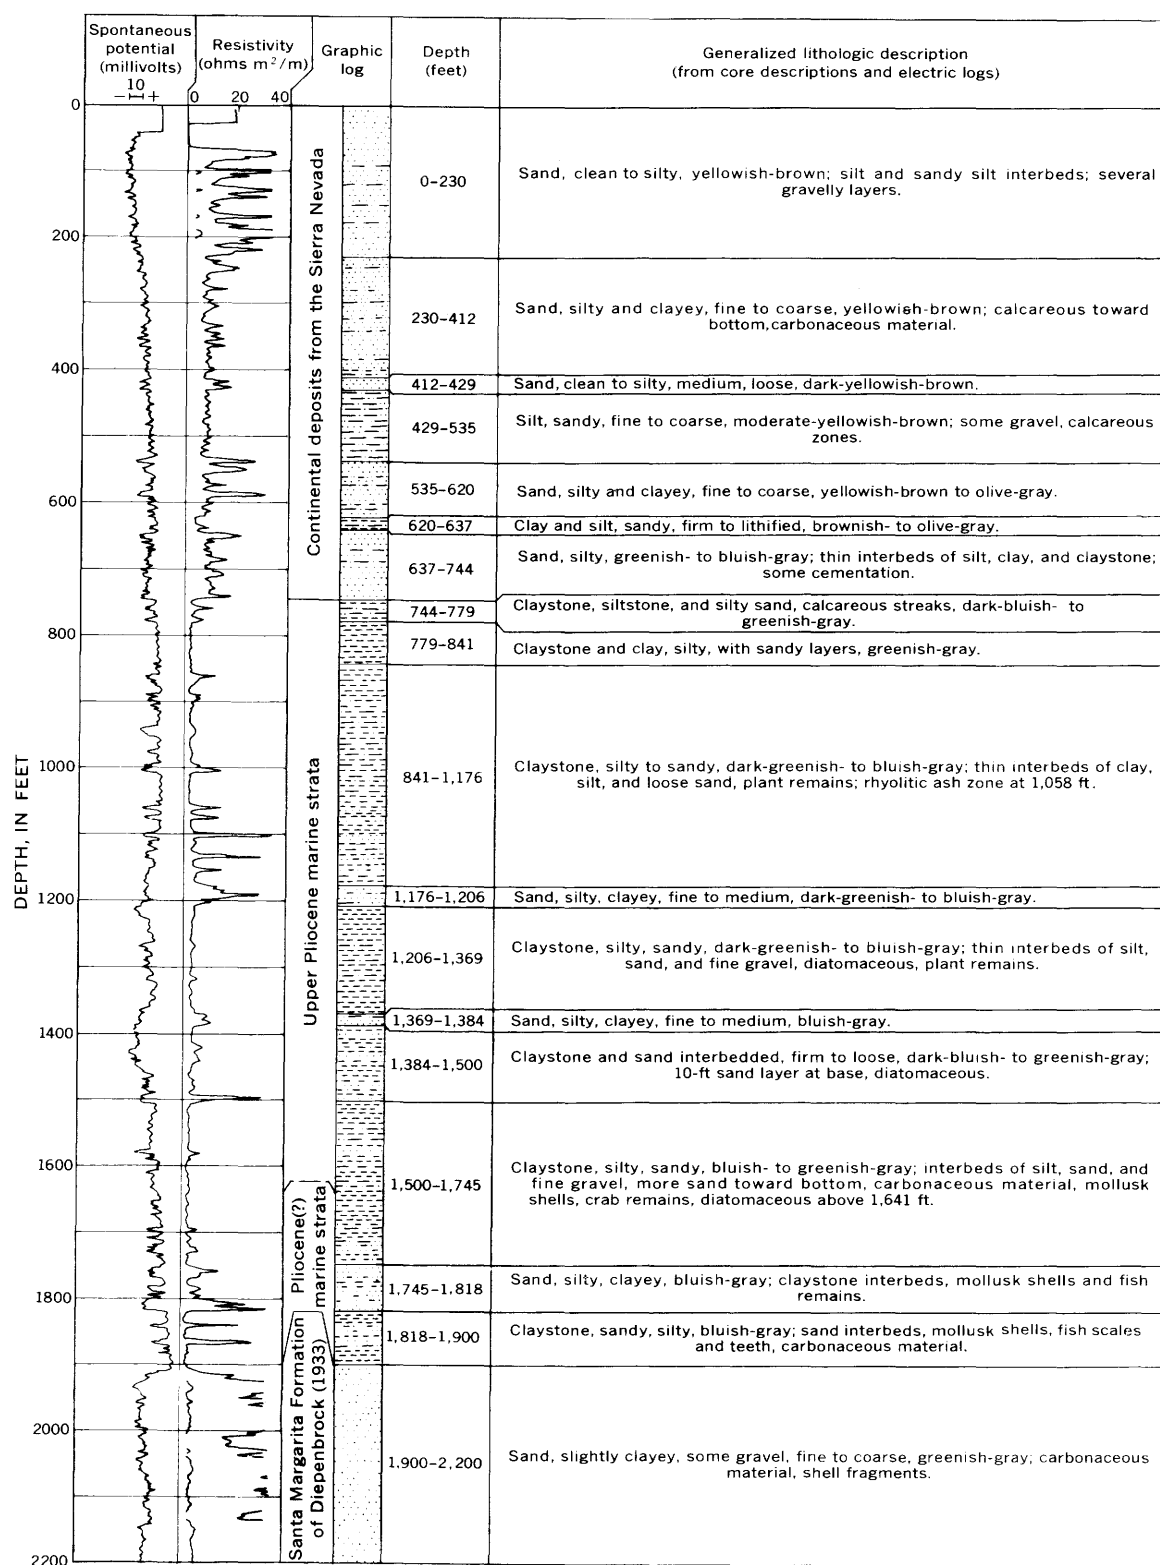 Spontaneous
potential
(millivolts)
10
– +
Resistivity
(ohms m²/m)
0 20 40
Graphic
log
Depth
(feet)
Generalized lithologic description
(from core descriptions and electric logs)
DEPTH, IN FEET
0
200
400
600
800
1000
1200
1400
1600
1800
2000
2200
Continental deposits from the Sierra Nevada
Upper Pliocene marine strata
Pliocene(?)
marine strata
Santa Margarita Formation
of Diepenbrock (1933)
0–230
Sand, clean to silty, yellowish-brown; silt and sandy silt interbeds; several
gravelly layers.
230–412
Sand, silty and clayey, fine to coarse, yellowish-brown; calcareous toward
bottom, carbonaceous material.
412–429
Sand, clean to silty, medium, loose, dark-yellowish-brown.
429–535
Silt, sandy, fine to coarse, moderate-yellowish-brown; some gravel, calcareous
zones.
535–620
Sand, silty and clayey, fine to coarse, yellowish-brown to olive-gray.
620–637
Clay and silt, sandy, firm to lithified, brownish- to olive-gray.
637–744
Sand, silty, greenish- to bluish-gray; thin interbeds of silt, clay, and claystone;
some cementation.
744–779
Claystone, siltstone, and silty sand, calcareous streaks, dark-bluish- to
greenish-gray.
779–841
Claystone and clay, silty, with sandy layers, greenish-gray.
841–1,176
Claystone, silty to sandy, dark-greenish- to bluish-gray; thin interbeds of clay,
silt, and loose sand, plant remains; rhyolitic ash zone at 1,058 ft.
1,176–1,206
Sand, silty, clayey, fine to medium, dark-greenish- to bluish-gray.
1,206–1,369
Claystone, silty, sandy, dark-greenish- to bluish-gray; thin interbeds of silt,
sand, and fine gravel, diatomaceous, plant remains.
1,369–1,384
Sand, silty, clayey, fine to medium, bluish-gray.
1,384–1,500
Claystone and sand interbedded, firm to loose, dark-bluish- to greenish-gray;
10-ft sand layer at base, diatomaceous.
1,500–1,745
Claystone, silty, sandy, bluish- to greenish-gray; interbeds of silt, sand, and
fine gravel, more sand toward bottom, carbonaceous material, mollusk
shells, crab remains, diatomaceous above 1,641 ft.
1,745–1,818
Sand, silty, clayey, bluish-gray; claystone interbeds, mollusk shells and fish
remains.
1,818–1,900
Claystone, sandy, silty, bluish-gray; sand interbeds, mollusk shells, fish scales
and teeth, carbonaceous material.
1,900–2,200
Sand, slightly clayey, some gravel, fine to coarse, greenish-gray; carbonaceous
material, shell fragments.